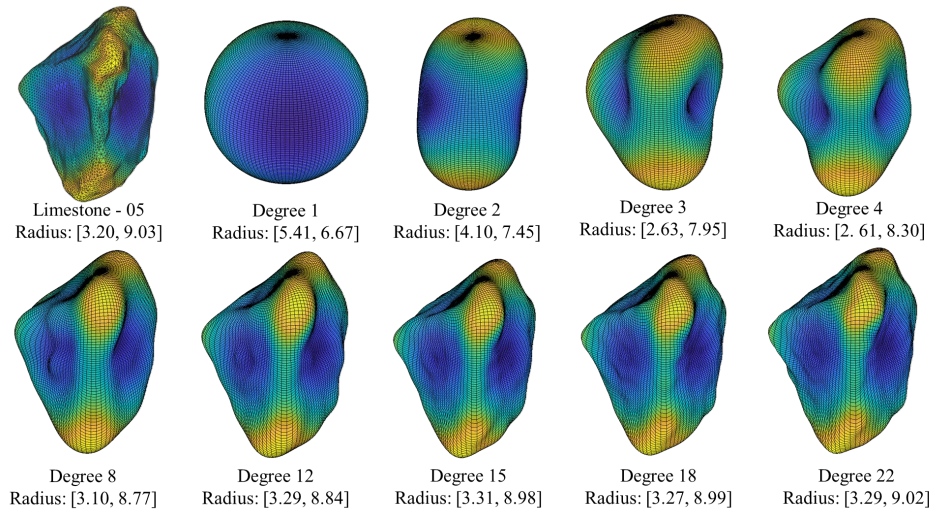 Limestone - 05
Radius: [3.20, 9.03]
Degree 1
Radius: [5.41, 6.67]
Degree 2
Radius: [4.10, 7.45]
Degree 3
Radius: [2.63, 7.95]
Degree 4
Radius: [2. 61, 8.30]
Degree 8
Radius: [3.10, 8.77]
Degree 12
Radius: [3.29, 8.84]
Degree 15
Radius: [3.31, 8.98]
Degree 18
Radius: [3.27, 8.99]
Degree 22
Radius: [3.29, 9.02]